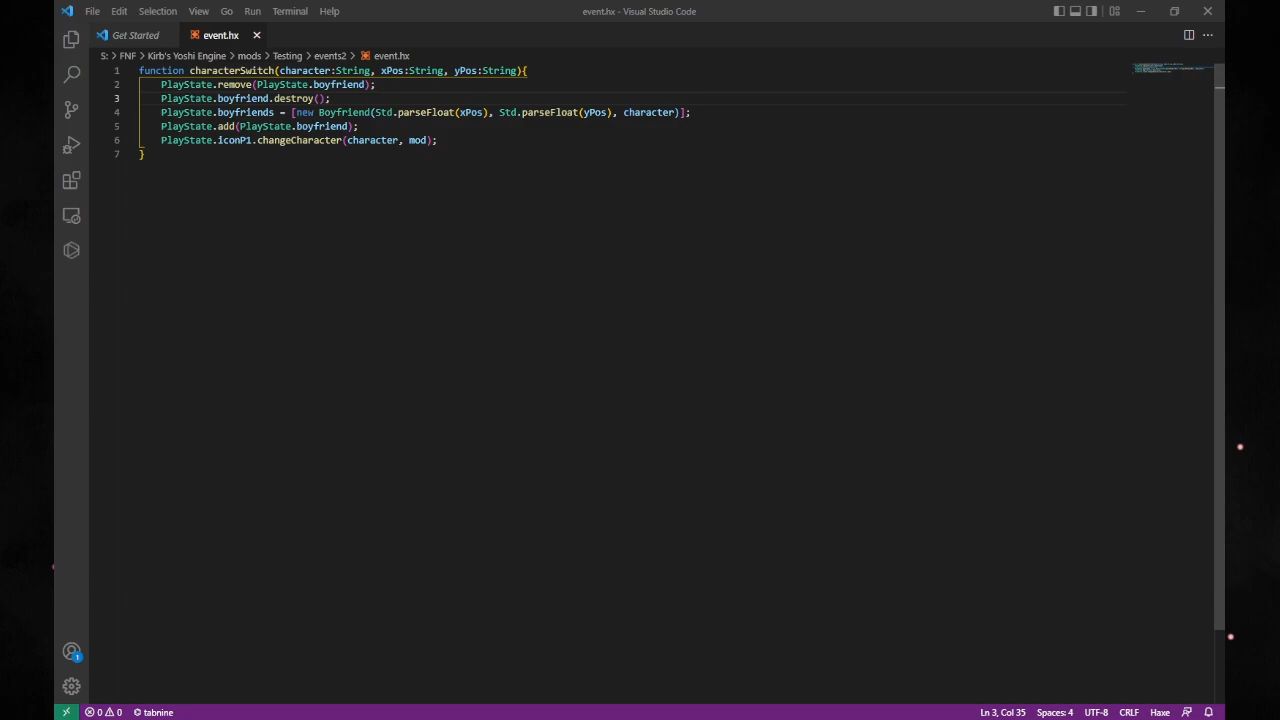 File Edit Selection View Go Run Terminal Help event.hx - Visual Studio Code
Get Started event.hx
S: > FNF > Kirb's Yoshi Engine > mods > Testing > events2 > event.hx
1 function characterSwitch(character:String, xPos:String, yPos:String){
2 PlayState.remove(PlayState.boyfriend);
3 PlayState.boyfriend.destroy();
4 PlayState.boyfriends = [new Boyfriend(Std.parseFloat(xPos), Std.parseFloat(yPos), character)];
5 PlayState.add(PlayState.boyfriend);
6 PlayState.iconP1.changeCharacter(character, mod);
7 }
1
0 0 tabnine Ln 3, Col 35 Spaces: 4 UTF-8 CRLF Haxe